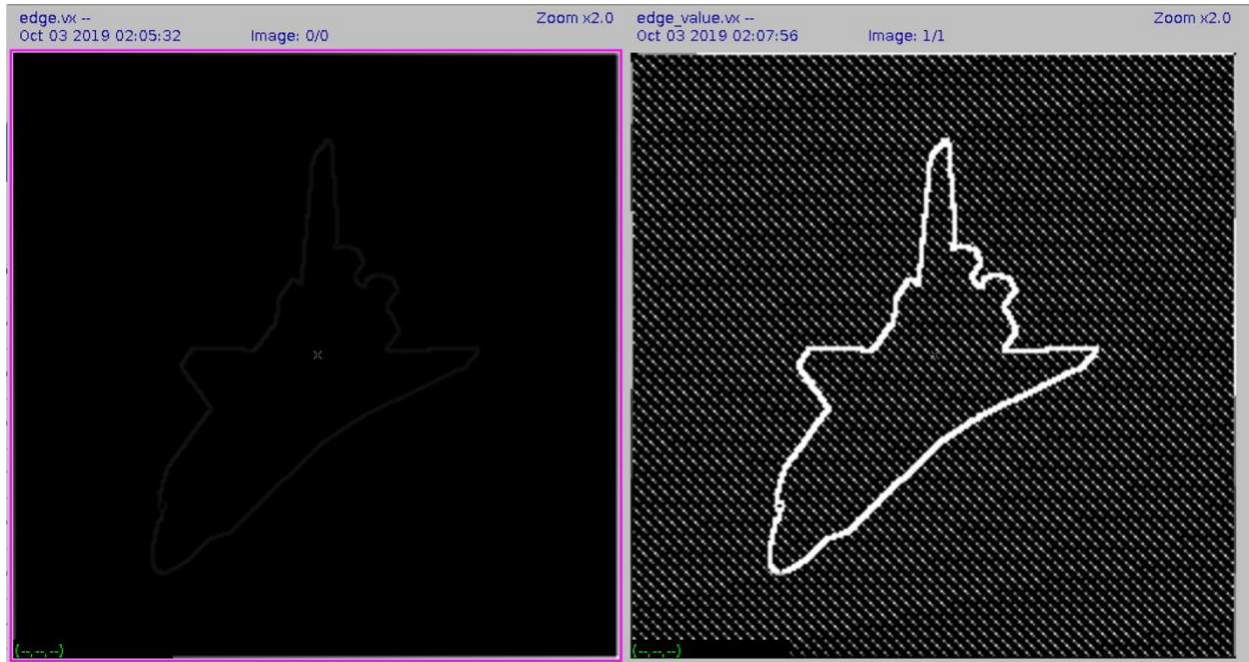 edge.vx -- Zoom x2.0
Oct 03 2019 02:05:32 Image: 0/0
(--,--,--)
edge_value.vx -- Zoom x2.0
Oct 03 2019 02:07:56 Image: 1/1
(--,--,--)